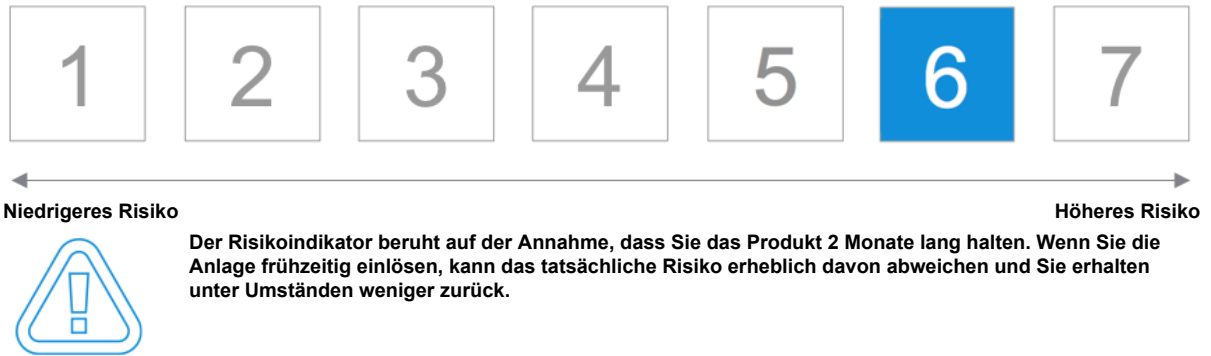 1 2 3 4 5 6 7
Niedrigeres Risiko Höheres Risiko
Der Risikoindikator beruht auf der Annahme, dass Sie das Produkt 2 Monate lang halten. Wenn Sie die
Anlage frühzeitig einlösen, kann das tatsächliche Risiko erheblich davon abweichen und Sie erhalten
unter Umständen weniger zurück.